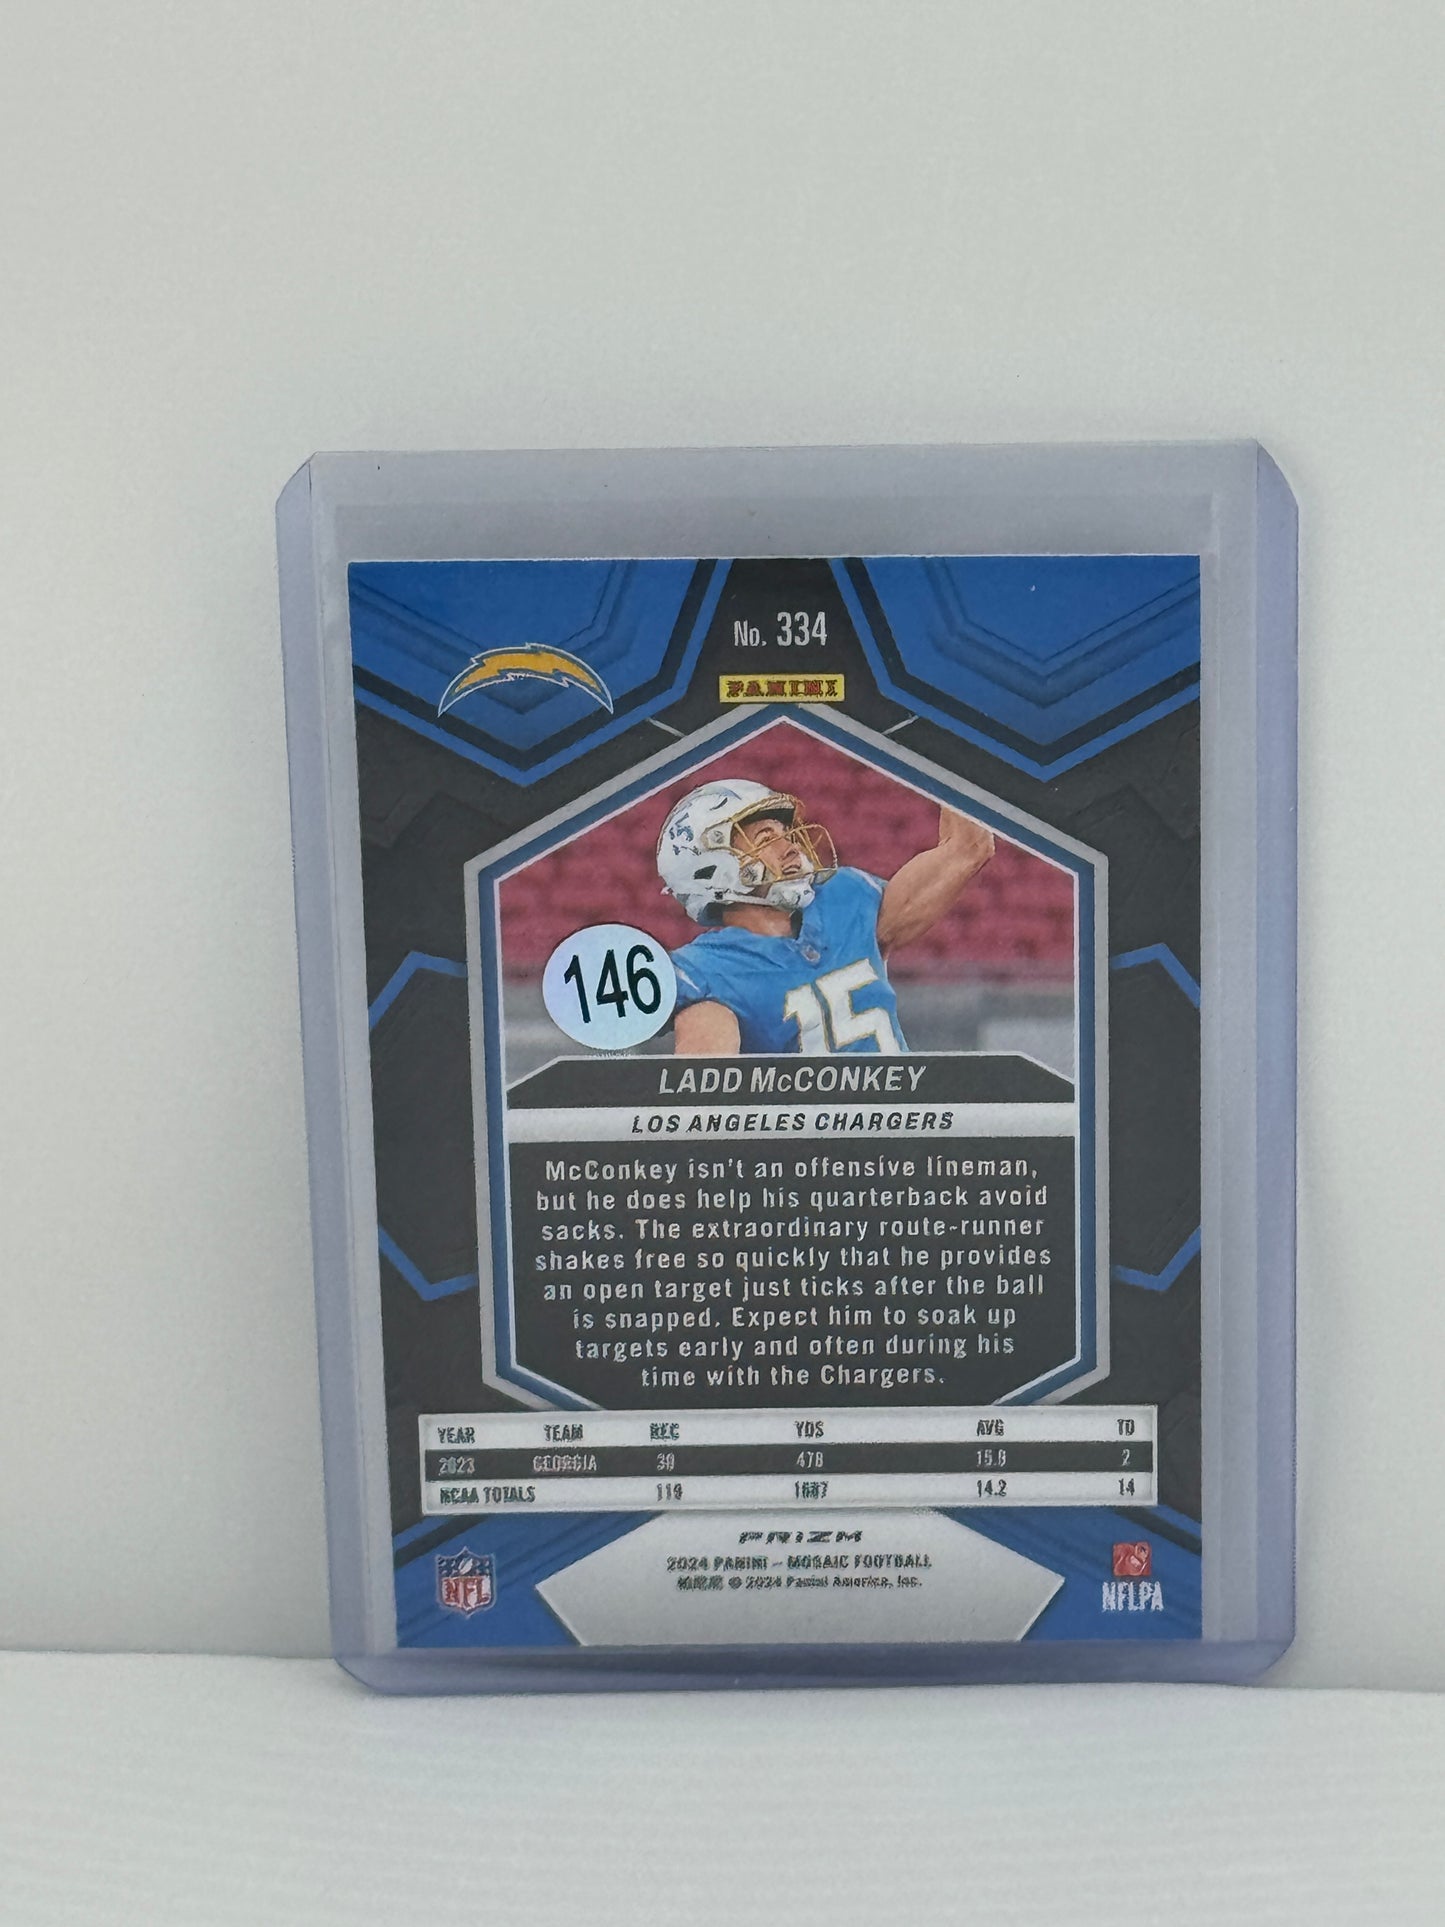 No. 334
PANINI
146
15
LADD McCONKEY
LOS ANGELES CHARGERS
McConkey isn't an offensive lineman,
but he does help his quarterback avoid
sacks. The extraordinary route-runner
shakes free so quickly that he provides
an open target just ticks after the ball
is snapped. Expect him to soak up
targets early and often during his
time with the Chargers.
YEAR TEAM REC YDS AVG TD
2023 GEORGIA 30 478 15.9 2
NCAA TOTALS 119 1687 14.2 14
PRIZM
2024 PANINI – MOSAIC FOOTBALL
© 2024 Panini America, Inc.
NFL
NFLPA